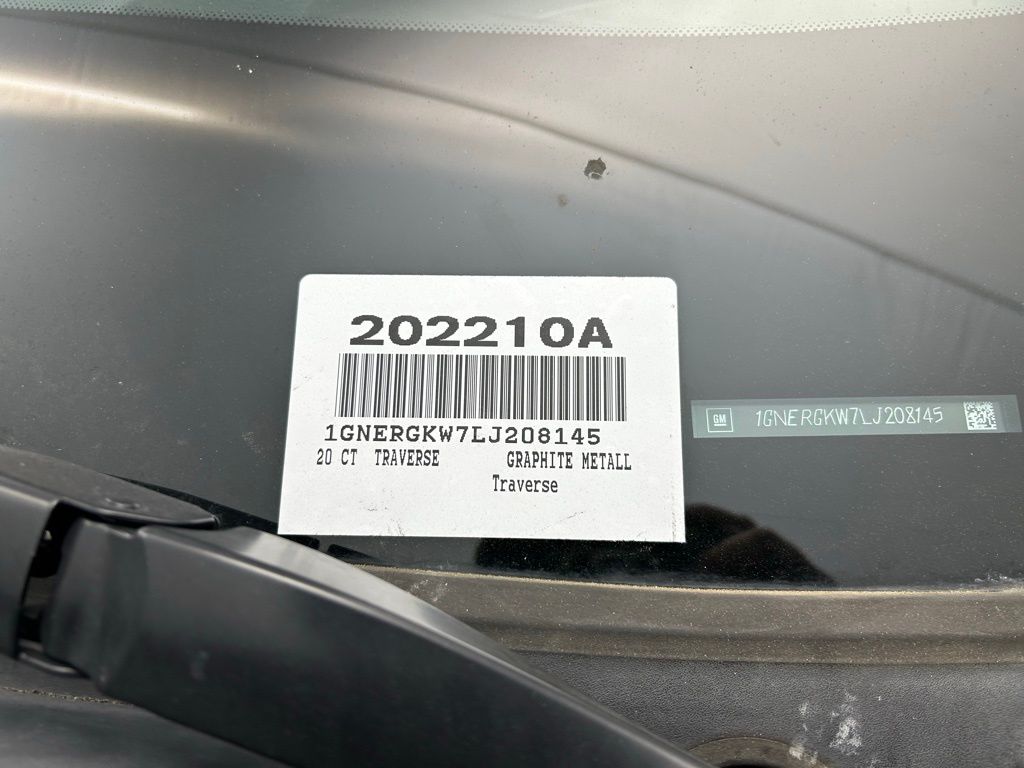 202210A
1GNERGKW7LJ208145
20 CT TRAVERSE GRAPHITE METALL
Traverse
GM 1GNERGKW7LJ208145